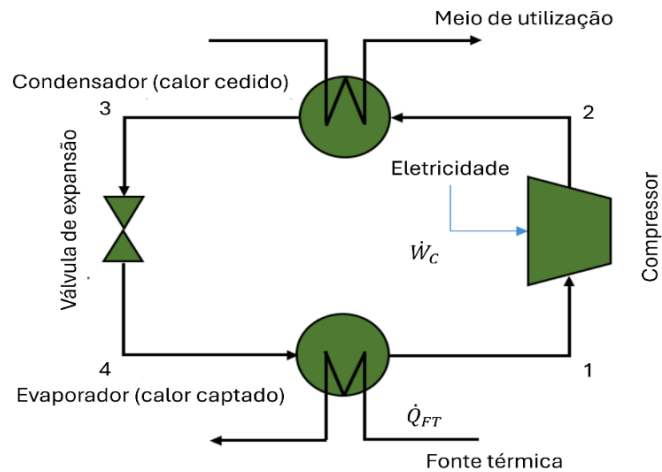 Meio de utilização
Condensador (calor cedido)
3
2
Eletricidade
Válvula de expansão
Compressor
Ẇ_C
4
1
Evaporador (calor captado)
Q̇_FT
Fonte térmica